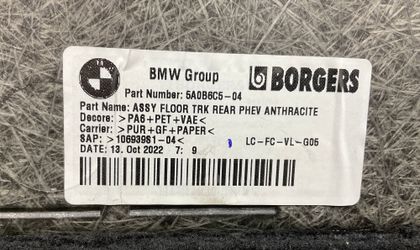 BMW Group
BORGERS
Part Number: 5A0B6C5-04
Part Name: ASSY FLOOR TRK REAR PHEV ANTHRACITE
Decore: >PA6+PET+VAE<
Carrier: >PUR+GF+PAPER<
SAP: >10693981-04<
LC-FC-VL-G05
DATE: 13. Oct 2022 7: 9